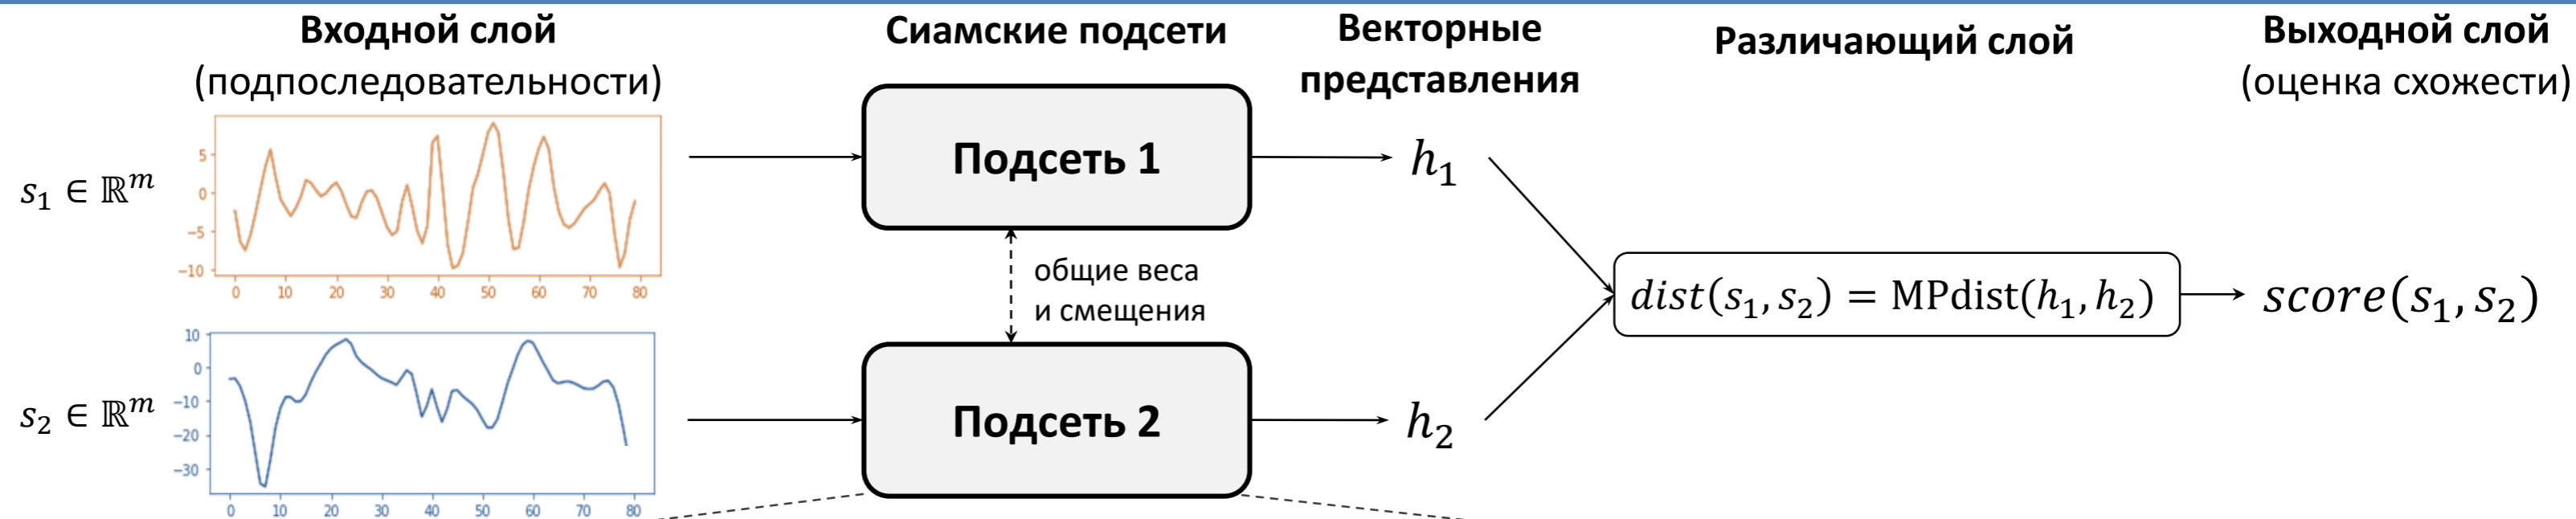 Входной слой
(подпоследовательности)
Сиамские подсети
Векторные
представления
Различающий слой
Выходной слой
(оценка схожести)
s₁ ∈ ℝᵐ
5
0
−5
−10
0 10 20 30 40 50 60 70 80
Подсеть 1
h₁
общие веса
и смещения
dist(s₁, s₂) = MPdist(h₁, h₂)
score(s₁, s₂)
s₂ ∈ ℝᵐ
10
0
−10
−20
−30
0 10 20 30 40 50 60 70 80
Подсеть 2
h₂